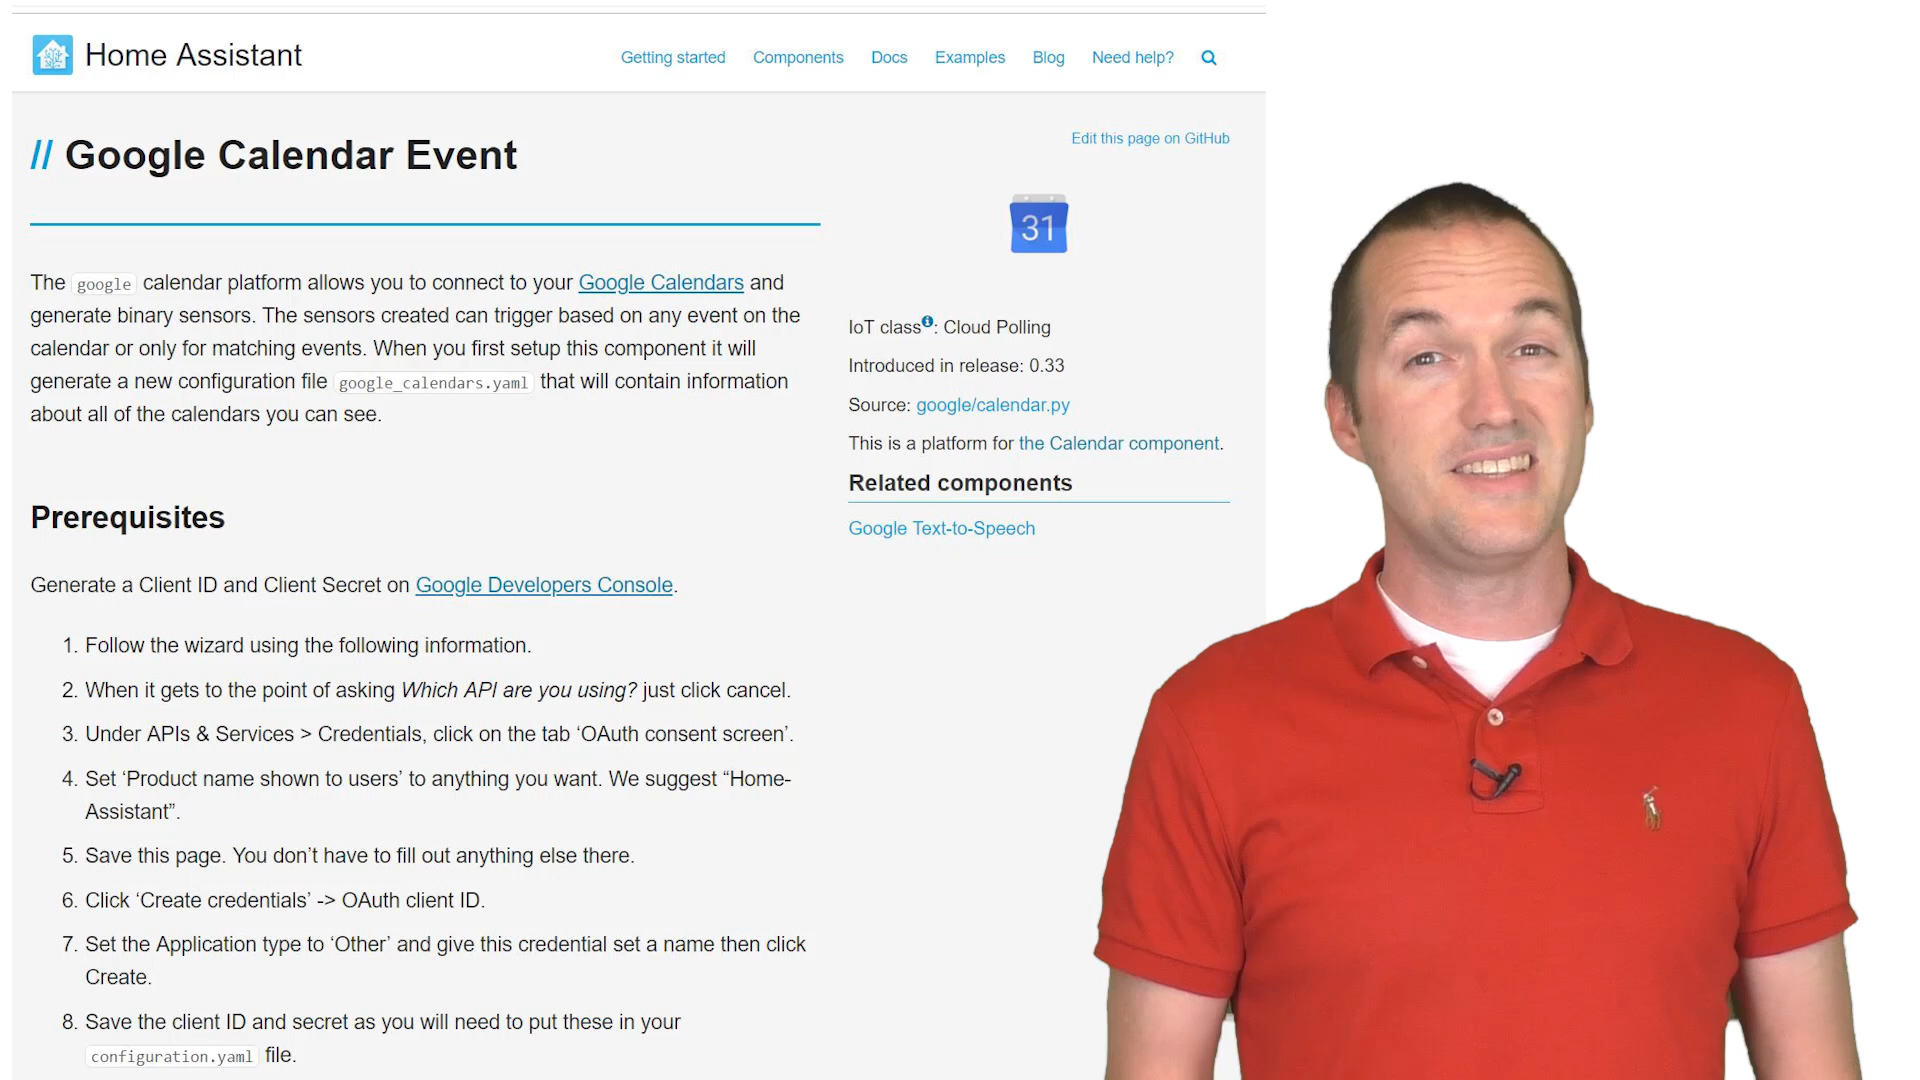 Home Assistant
Getting started Components Docs Examples Blog Need help?
// Google Calendar Event
Edit this page on GitHub
31
The google calendar platform allows you to connect to your Google Calendars and
generate binary sensors. The sensors created can trigger based on any event on the
calendar or only for matching events. When you first setup this component it will
generate a new configuration file google_calendars.yaml that will contain information
about all of the calendars you can see.
IoT class: Cloud Polling
Introduced in release: 0.33
Source: google/calendar.py
This is a platform for the Calendar component.
Related components
Google Text-to-Speech
Prerequisites
Generate a Client ID and Client Secret on Google Developers Console.
1. Follow the wizard using the following information.
2. When it gets to the point of asking Which API are you using? just click cancel.
3. Under APIs & Services > Credentials, click on the tab ‘OAuth consent screen’.
4. Set ‘Product name shown to users’ to anything you want. We suggest “Home-
Assistant”.
5. Save this page. You don’t have to fill out anything else there.
6. Click ‘Create credentials’ -> OAuth client ID.
7. Set the Application type to ‘Other’ and give this credential set a name then click
Create.
8. Save the client ID and secret as you will need to put these in your
configuration.yaml file.